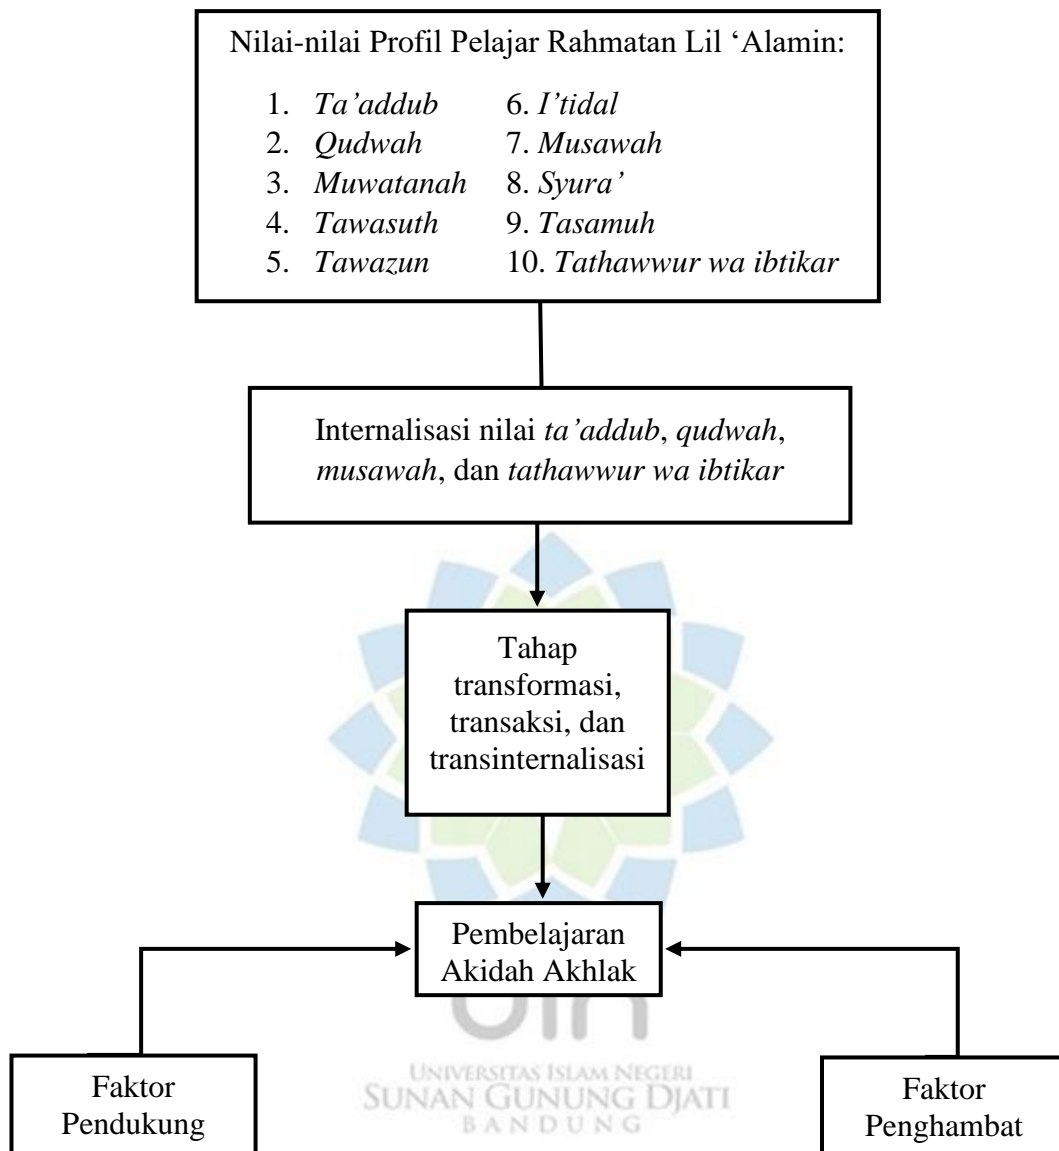 Nilai-nilai Profil Pelajar Rahmatan Lil ‘Alamin:
1. Ta’addub 6. I’tidal
2. Qudwah 7. Musawah
3. Muwatanah 8. Syura’
4. Tawasuth 9. Tasamuh
5. Tawazun 10. Tathawwur wa ibtikar
Internalisasi nilai ta’addub, qudwah,
musawah, dan tathawwur wa ibtikar
Tahap
transformasi,
transaksi, dan
transinternalisasi
Pembelajaran
Akidah Akhlak
uin
UNIVERSITAS ISLAM NEGERI
SUNAN GUNUNG DJATI
BANDUNG
Faktor
Pendukung
Faktor
Penghambat